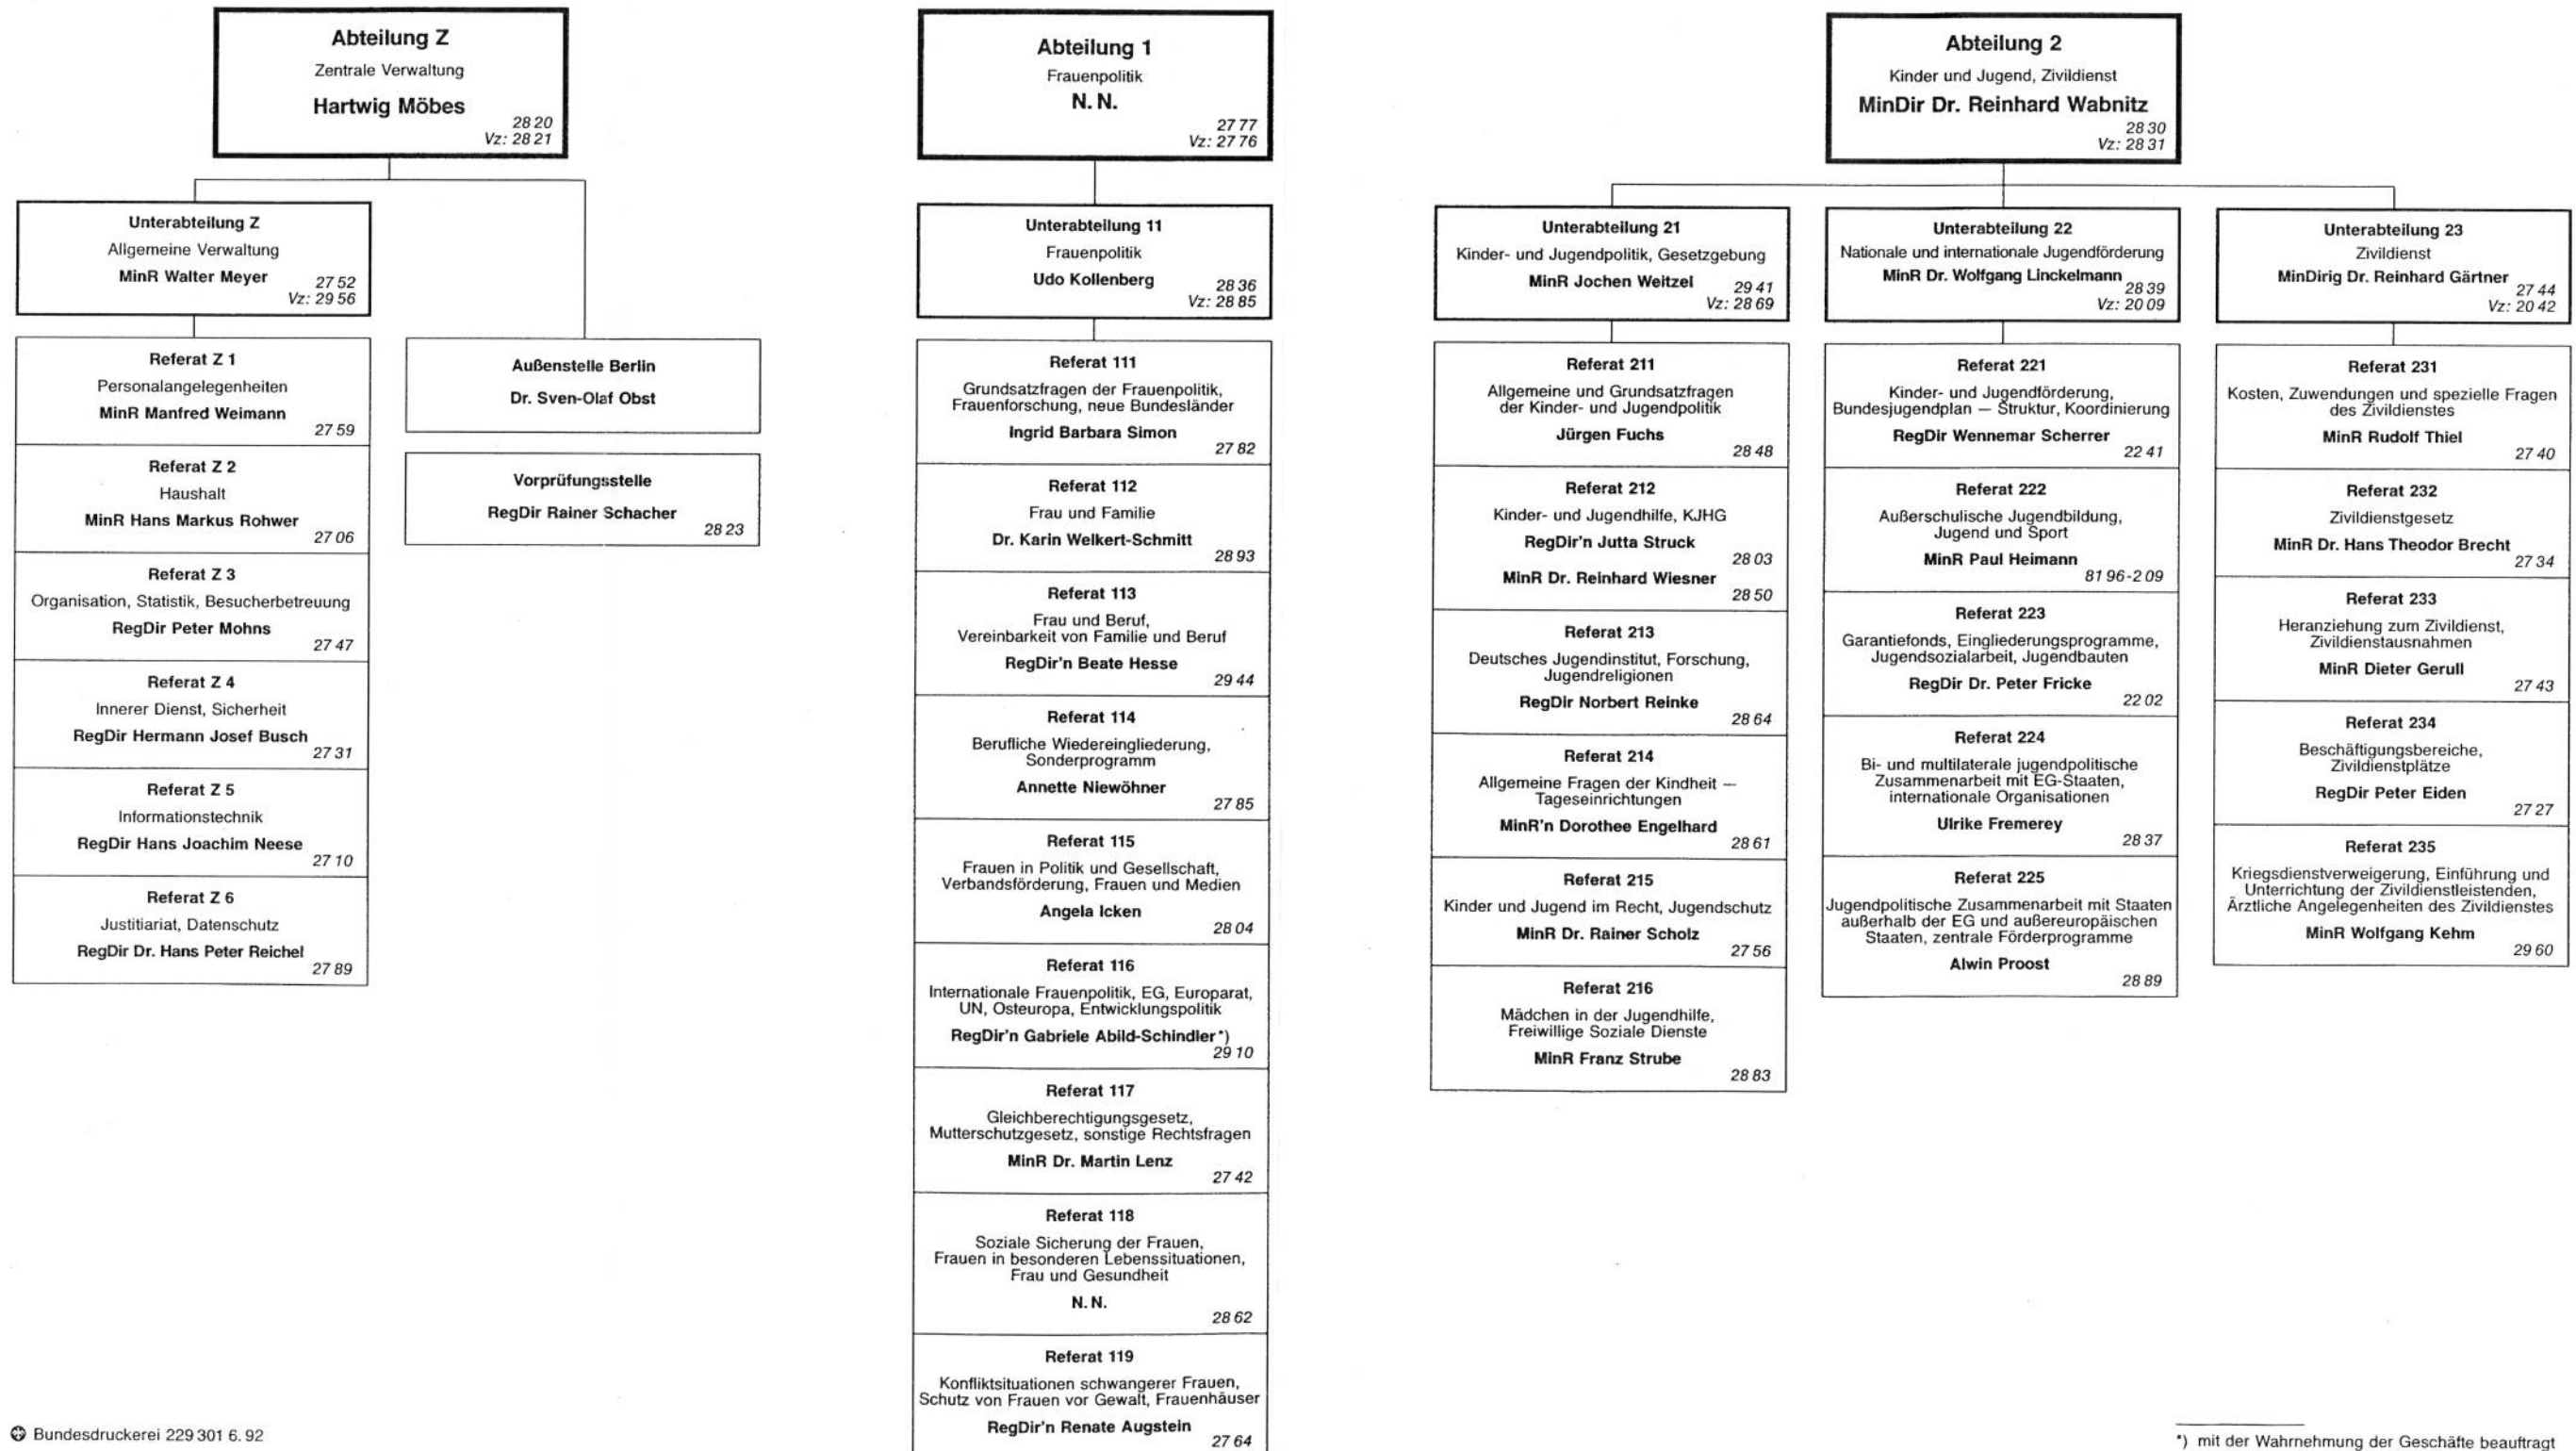 Abteilung Z
Zentrale Verwaltung
Hartwig Möbes
28 20
Vz: 28 21
Unterabteilung Z
Allgemeine Verwaltung
MinR Walter Meyer
27 52
Vz: 29 56
Referat Z 1
Personalangelegenheiten
MinR Manfred Weimann
27 59
Referat Z 2
Haushalt
MinR Hans Markus Rohwer
27 06
Referat Z 3
Organisation, Statistik, Besucherbetreuung
RegDir Peter Mohns
27 47
Referat Z 4
Innerer Dienst, Sicherheit
RegDir Hermann Josef Busch
27 31
Referat Z 5
Informationstechnik
RegDir Hans Joachim Neese
27 10
Referat Z 6
Justitiariat, Datenschutz
RegDir Dr. Hans Peter Reichel
27 89
Außenstelle Berlin
Dr. Sven-Olaf Obst
Vorprüfungsstelle
RegDir Rainer Schacher
28 23
Abteilung 1
Frauenpolitik
N. N.
27 77
Vz: 27 76
Unterabteilung 11
Frauenpolitik
Udo Kollenberg
28 36
Vz: 28 85
Referat 111
Grundsatzfragen der Frauenpolitik,
Frauenforschung, neue Bundesländer
Ingrid Barbara Simon
27 82
Referat 112
Frau und Familie
Dr. Karin Welkert-Schmitt
28 93
Referat 113
Frau und Beruf,
Vereinbarkeit von Familie und Beruf
RegDir'n Beate Hesse
29 44
Referat 114
Berufliche Wiedereingliederung,
Sonderprogramm
Annette Niewöhner
27 85
Referat 115
Frauen in Politik und Gesellschaft,
Verbandsförderung, Frauen und Medien
Angela Icken
28 04
Referat 116
Internationale Frauenpolitik, EG, Europarat,
UN, Osteuropa, Entwicklungspolitik
RegDir'n Gabriele Abild-Schindler*)
29 10
Referat 117
Gleichberechtigungsgesetz,
Mutterschutzgesetz, sonstige Rechtsfragen
MinR Dr. Martin Lenz
27 42
Referat 118
Soziale Sicherung der Frauen,
Frauen in besonderen Lebenssituationen,
Frau und Gesundheit
N. N.
28 62
Referat 119
Konfliktsituationen schwangerer Frauen,
Schutz von Frauen vor Gewalt, Frauenhäuser
RegDir'n Renate Augstein
27 64
Abteilung 2
Kinder und Jugend, Zivildienst
MinDir Dr. Reinhard Wabnitz
28 30
Vz: 28 31
Unterabteilung 21
Kinder- und Jugendpolitik, Gesetzgebung
MinR Jochen Weitzel
29 41
Vz: 28 69
Referat 211
Allgemeine und Grundsatzfragen
der Kinder- und Jugendpolitik
Jürgen Fuchs
28 48
Referat 212
Kinder- und Jugendhilfe, KJHG
RegDir'n Jutta Struck
28 03
MinR Dr. Reinhard Wiesner
28 50
Referat 213
Deutsches Jugendinstitut, Forschung,
Jugendreligionen
RegDir Norbert Reinke
28 64
Referat 214
Allgemeine Fragen der Kindheit —
Tageseinrichtungen
MinR'n Dorothee Engelhard
28 61
Referat 215
Kinder und Jugend im Recht, Jugendschutz
MinR Dr. Rainer Scholz
27 56
Referat 216
Mädchen in der Jugendhilfe,
Freiwillige Soziale Dienste
MinR Franz Strube
28 83
Unterabteilung 22
Nationale und internationale Jugendförderung
MinR Dr. Wolfgang Linckelmann
28 39
Vz: 20 09
Referat 221
Kinder- und Jugendförderung,
Bundesjugendplan — Struktur, Koordinierung
RegDir Wennemar Scherrer
22 41
Referat 222
Außerschulische Jugendbildung,
Jugend und Sport
MinR Paul Heimann
81 96-2 09
Referat 223
Garantiefonds, Eingliederungsprogramme,
Jugendsozialarbeit, Jugendbauten
RegDir Dr. Peter Fricke
22 02
Referat 224
Bi- und multilaterale jugendpolitische
Zusammenarbeit mit EG-Staaten,
internationale Organisationen
Ulrike Fremerey
28 37
Referat 225
Jugendpolitische Zusammenarbeit mit Staaten
außerhalb der EG und außereuropäischen
Staaten, zentrale Förderprogramme
Alwin Proost
28 89
Unterabteilung 23
Zivildienst
MinDirig Dr. Reinhard Gärtner
27 44
Vz: 20 42
Referat 231
Kosten, Zuwendungen und spezielle Fragen
des Zivildienstes
MinR Rudolf Thiel
27 40
Referat 232
Zivildienstgesetz
MinR Dr. Hans Theodor Brecht
27 34
Referat 233
Heranziehung zum Zivildienst,
Zivildienstausnahmen
MinR Dieter Gerull
27 43
Referat 234
Beschäftigungsbereiche,
Zivildienstplätze
RegDir Peter Eiden
27 27
Referat 235
Kriegsdienstverweigerung, Einführung und
Unterrichtung der Zivildienstleistenden,
Ärztliche Angelegenheiten des Zivildienstes
MinR Wolfgang Kehm
29 60
Bundesdruckerei 229 301 6. 92
*) mit der Wahrnehmung der Geschäfte beauftragt